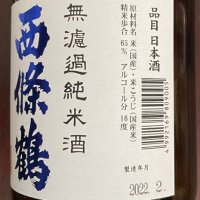 品目 日本酒
原材料名 米(国産)・米こうじ(国産米)
精米歩合 65% アルコール分 16度
製造年月
2022. 2.
無濾過純米酒
西條鶴